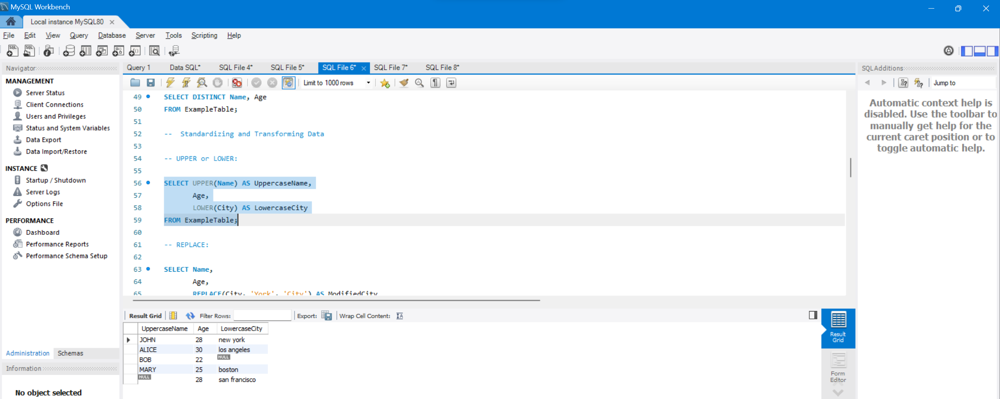 MySQL Workbench
Local instance MySQL80
File Edit View Query Database Server Tools Scripting Help
Navigator
MANAGEMENT
Server Status
Client Connections
Users and Privileges
Status and System Variables
Data Export
Data Import/Restore
INSTANCE
Startup / Shutdown
Server Logs
Options File
PERFORMANCE
Dashboard
Performance Reports
Performance Schema Setup
Administration Schemas
Information
No object selected
Query 1 Data SQL* SQL File 4* SQL File 5* SQL File 6* SQL File 7* SQL File 8*
Limit to 1000 rows
49 SELECT DISTINCT Name, Age
50 FROM ExampleTable;
51
52 -- Standardizing and Transforming Data
53
54 -- UPPER or LOWER:
55
56 SELECT UPPER(Name) AS UppercaseName,
57 Age,
58 LOWER(City) AS LowercaseCity
59 FROM ExampleTable;
60
61 -- REPLACE:
62
63 SELECT Name,
64 Age,
65 REPLACE(City, 'York', 'City') AS ModifiedCity
Result Grid Filter Rows: Export: Wrap Cell Content:
UppercaseName Age LowercaseCity
JOHN 28 new york
ALICE 30 los angeles
BOB 22 NULL
MARY 25 boston
NULL 28 san francisco
Result
Grid
Form
Editor
SQLAdditions
Jump to
Automatic context help is
disabled. Use the toolbar to
manually get help for the
current caret position or to
toggle automatic help.